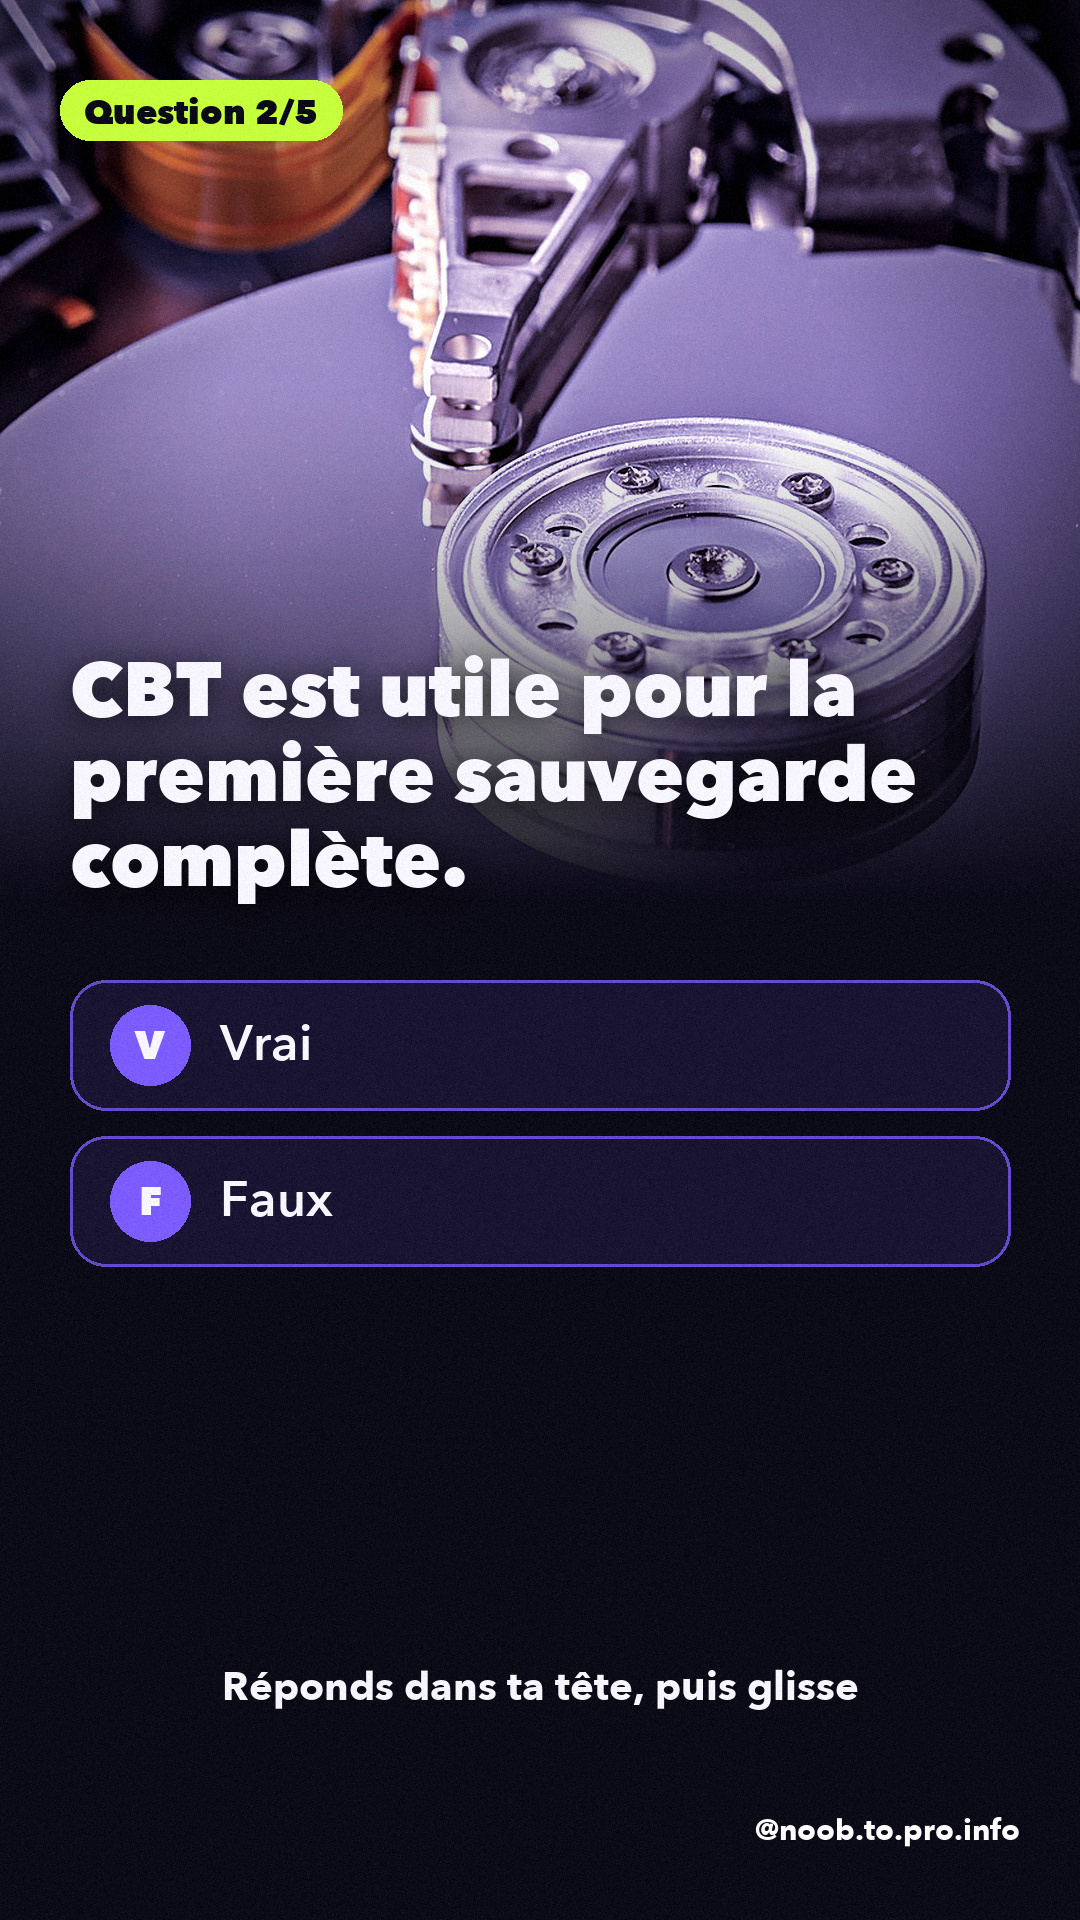 Question 2/5
CBT est utile pour la
première sauvegarde
complète.
V Vrai
F Faux
Réponds dans ta tête, puis glisse
@noob.to.pro.info